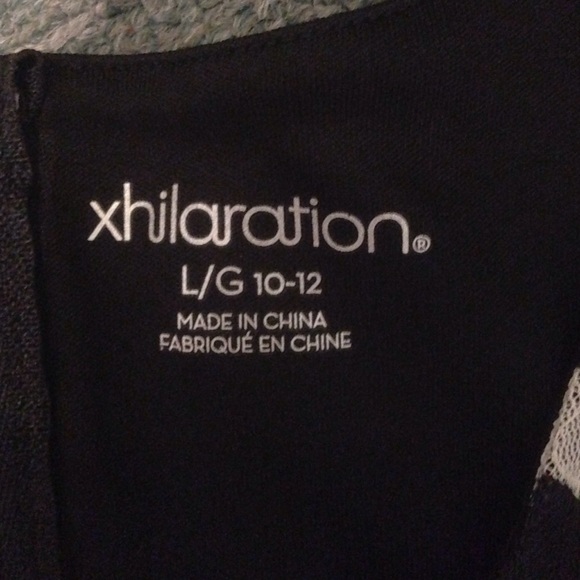 xhilaration®
L/G 10-12
MADE IN CHINA
FABRIQUÉ EN CHINE